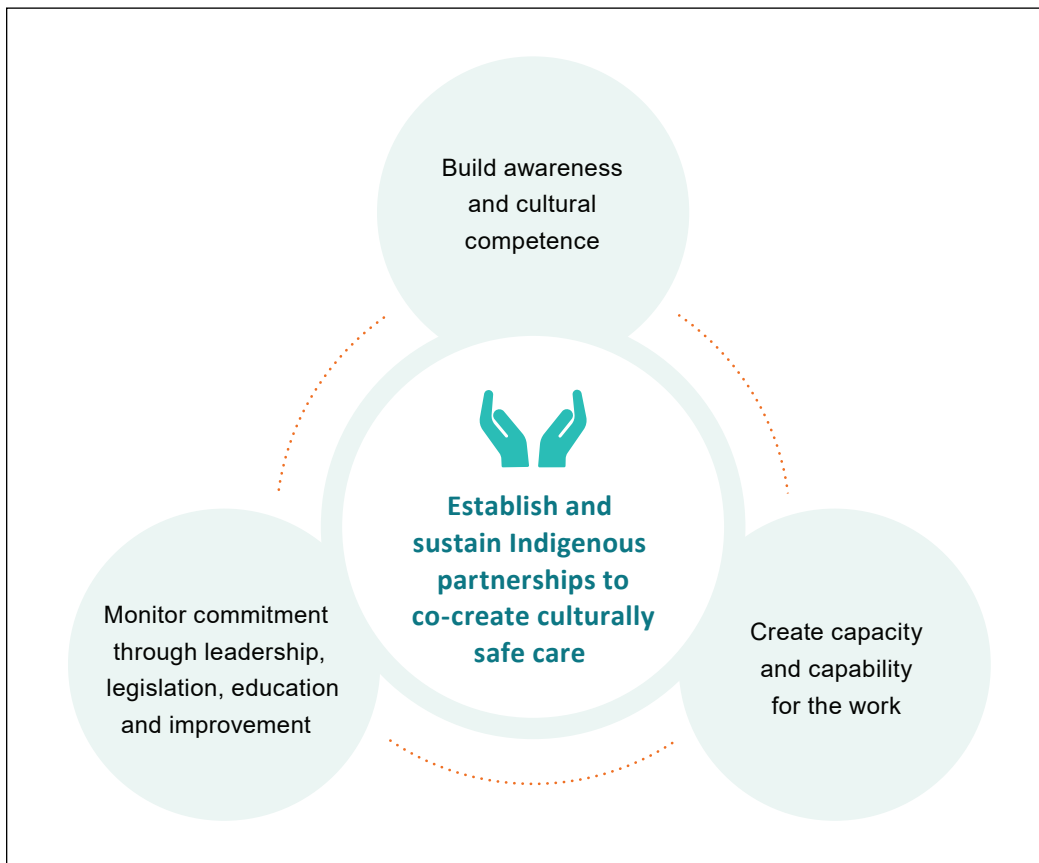 Build awareness
and cultural
competence
Establish and
sustain Indigenous
partnerships to
co-create culturally
safe care
Monitor commitment
through leadership,
legislation, education
and improvement
Create capacity
and capability
for the work